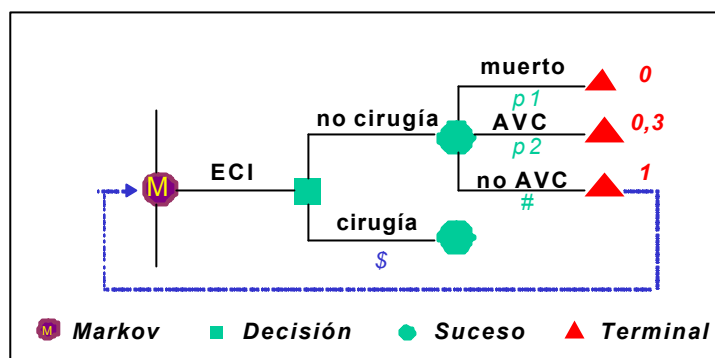 muerto
0
p1
no cirugía
AVC
0,3
p2
M
ECI
no AVC
1
#
cirugía
$
M Markov Decisión Suceso Terminal